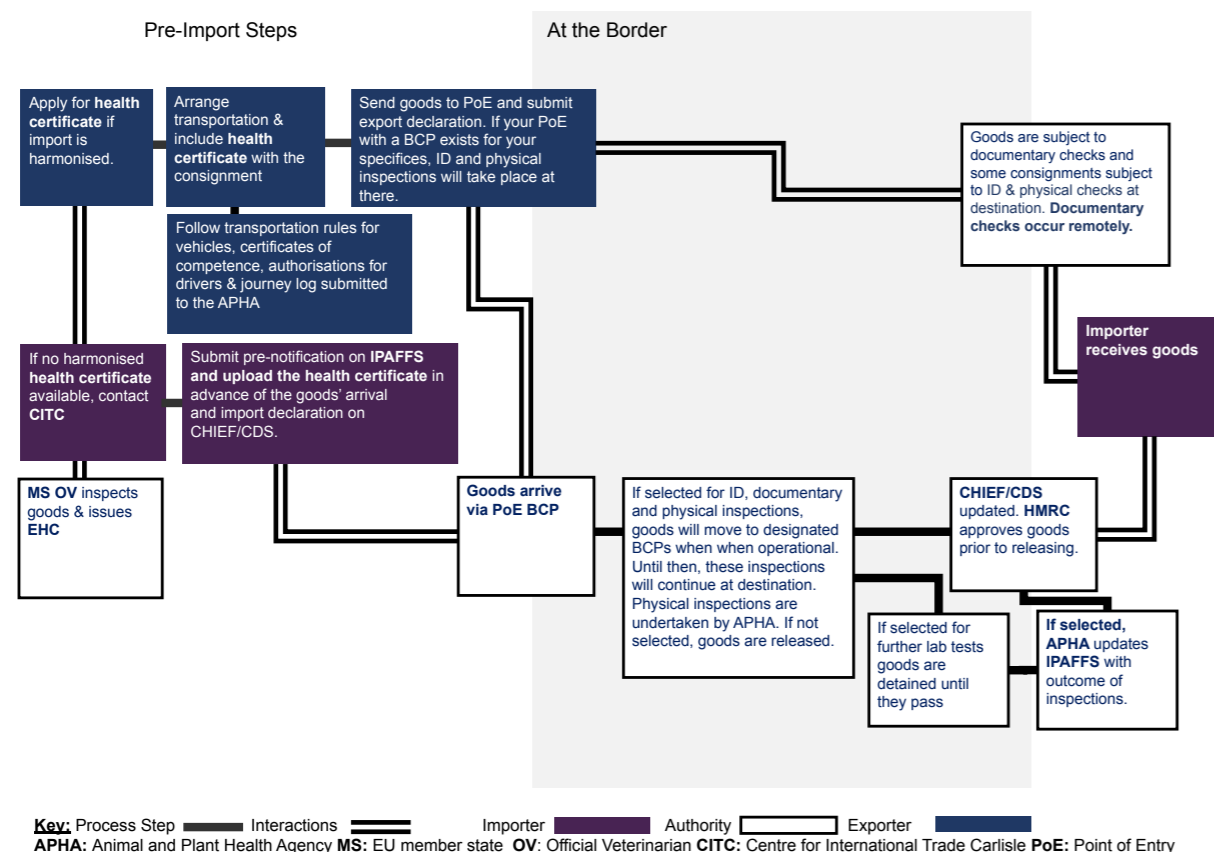 Pre-Import Steps
At the Border
Apply for health
certificate if
import is
harmonised.
Arrange
transportation &
include health
certificate with the
consignment
Send goods to PoE and submit
export declaration. If your PoE
with a BCP exists for your
specifices, ID and physical
inspections will take place at
there.
Goods are subject to
documentary checks and
some consignments subject
to ID & physical checks at
destination. Documentary
checks occur remotely.
Follow transportation rules for
vehicles, certificates of
competence, authorisations for
drivers & journey log submitted
to the APHA
Importer
receives goods
If no harmonised
health certificate
available, contact
CITC
Submit pre-notification on IPAFFS
and upload the health certificate in
advance of the goods' arrival
and import declaration on
CHIEF/CDS.
MS OV inspects
goods & issues
EHC
Goods arrive
via PoE BCP
If selected for ID, documentary
and physical inspections,
goods will move to designated
BCPs when when operational.
Until then, these inspections
will continue at destination.
Physical inspections are
undertaken by APHA. If not
selected, goods are released.
CHIEF/CDS
updated. HMRC
approves goods
prior to releasing.
If selected for
further lab tests
goods are
detained until
they pass
If selected,
APHA updates
IPAFFS with
outcome of
inspections.
Key: Process Step Interactions Importer Authority Exporter
APHA: Animal and Plant Health Agency MS: EU member state OV: Official Veterinarian CITC: Centre for International Trade Carlisle PoE: Point of Entry